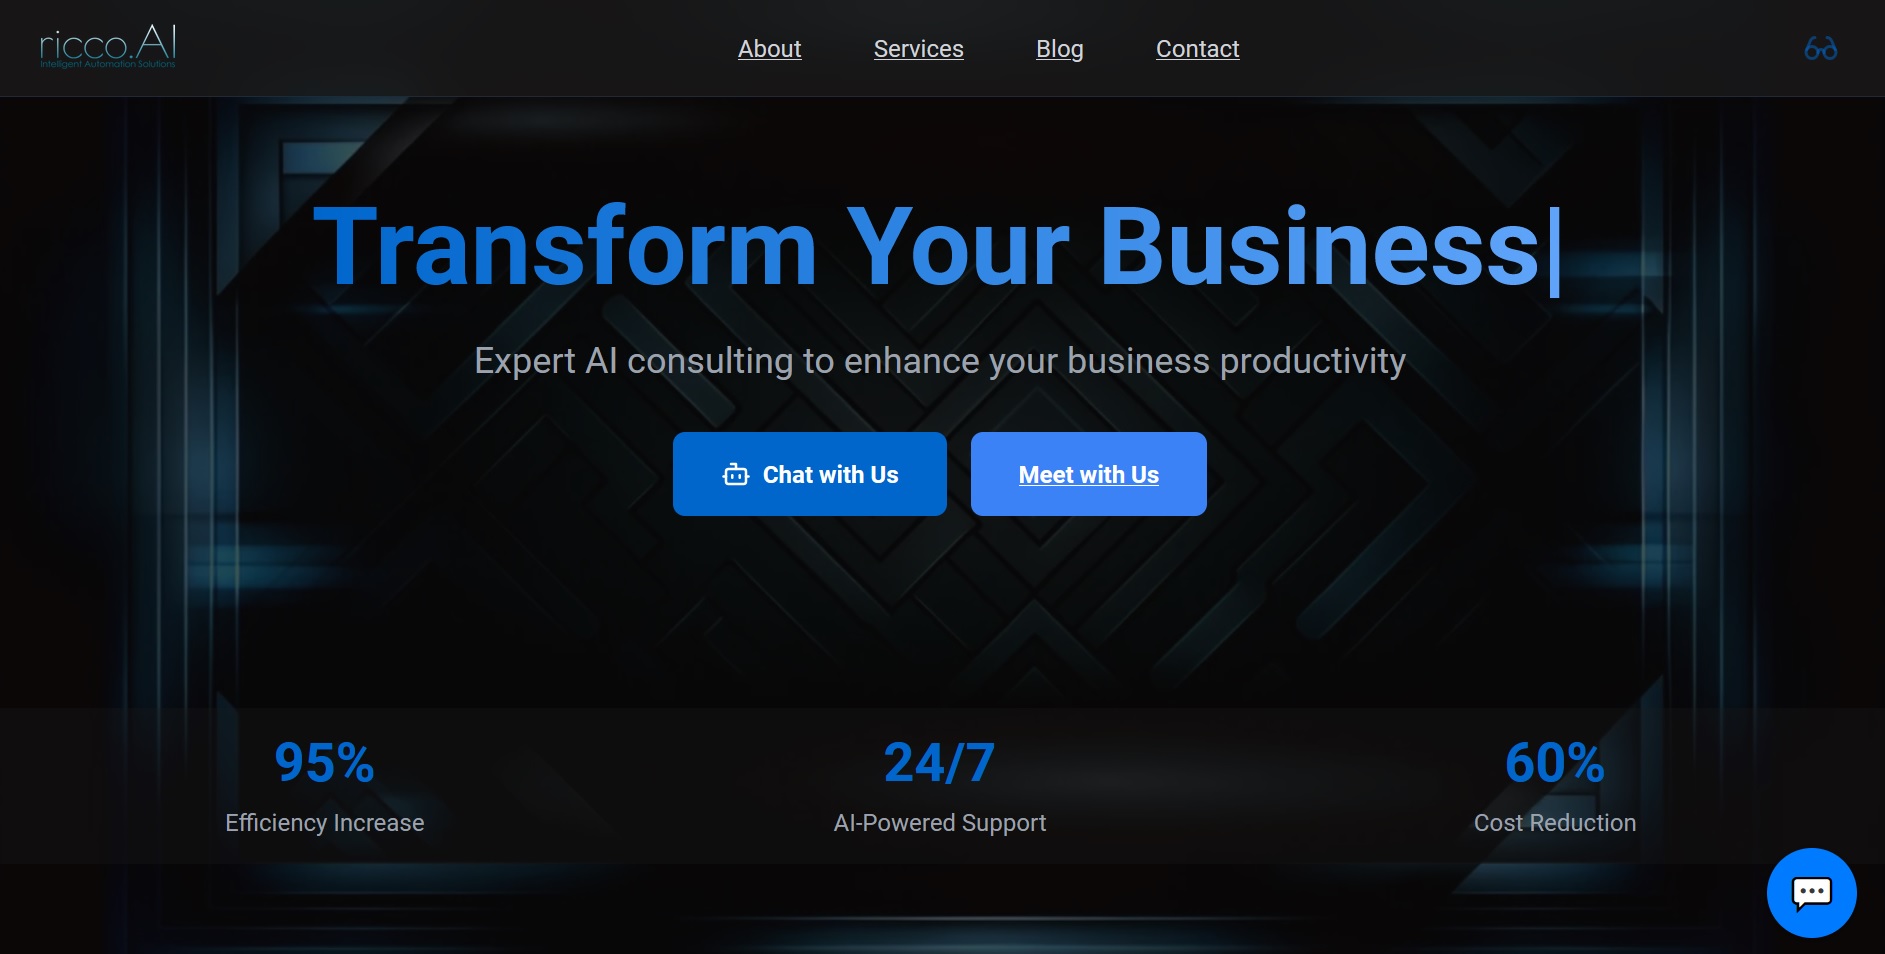 ricco.AI
Intelligent Automation Solutions
About Services Blog Contact
Transform Your Business|
Expert AI consulting to enhance your business productivity
Chat with Us Meet with Us
95% 24/7 60%
Efficiency Increase AI-Powered Support Cost Reduction